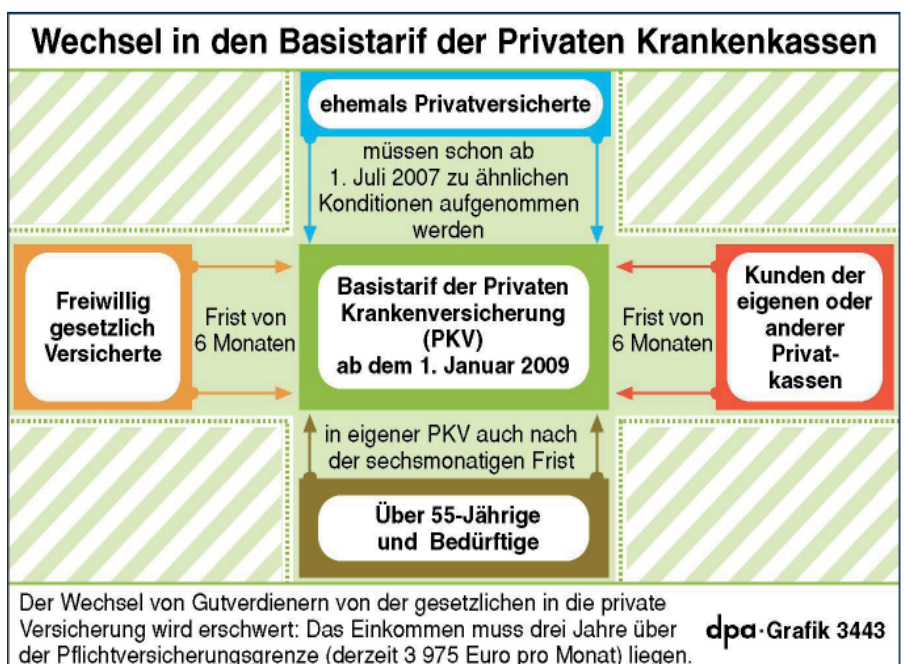 Wechsel in den Basistarif der Privaten Krankenkassen
ehemals Privatversicherte
müssen schon ab
1. Juli 2007 zu ähnlichen
Konditionen aufgenommen
werden
Freiwillig
gesetzlich
Versicherte
Frist von
6 Monaten
Basistarif der Privaten
Krankenversicherung
(PKV)
ab dem 1. Januar 2009
Frist von
6 Monaten
Kunden der
eigenen oder
anderer
Privat-
kassen
in eigener PKV auch nach
der sechsmonatigen Frist
Über 55-Jährige
und Bedürftige
Der Wechsel von Gutverdienern von der gesetzlichen in die private
Versicherung wird erschwert: Das Einkommen muss drei Jahre über
der Pflichtversicherungsgrenze (derzeit 3 975 Euro pro Monat) liegen.
dpa·Grafik 3443